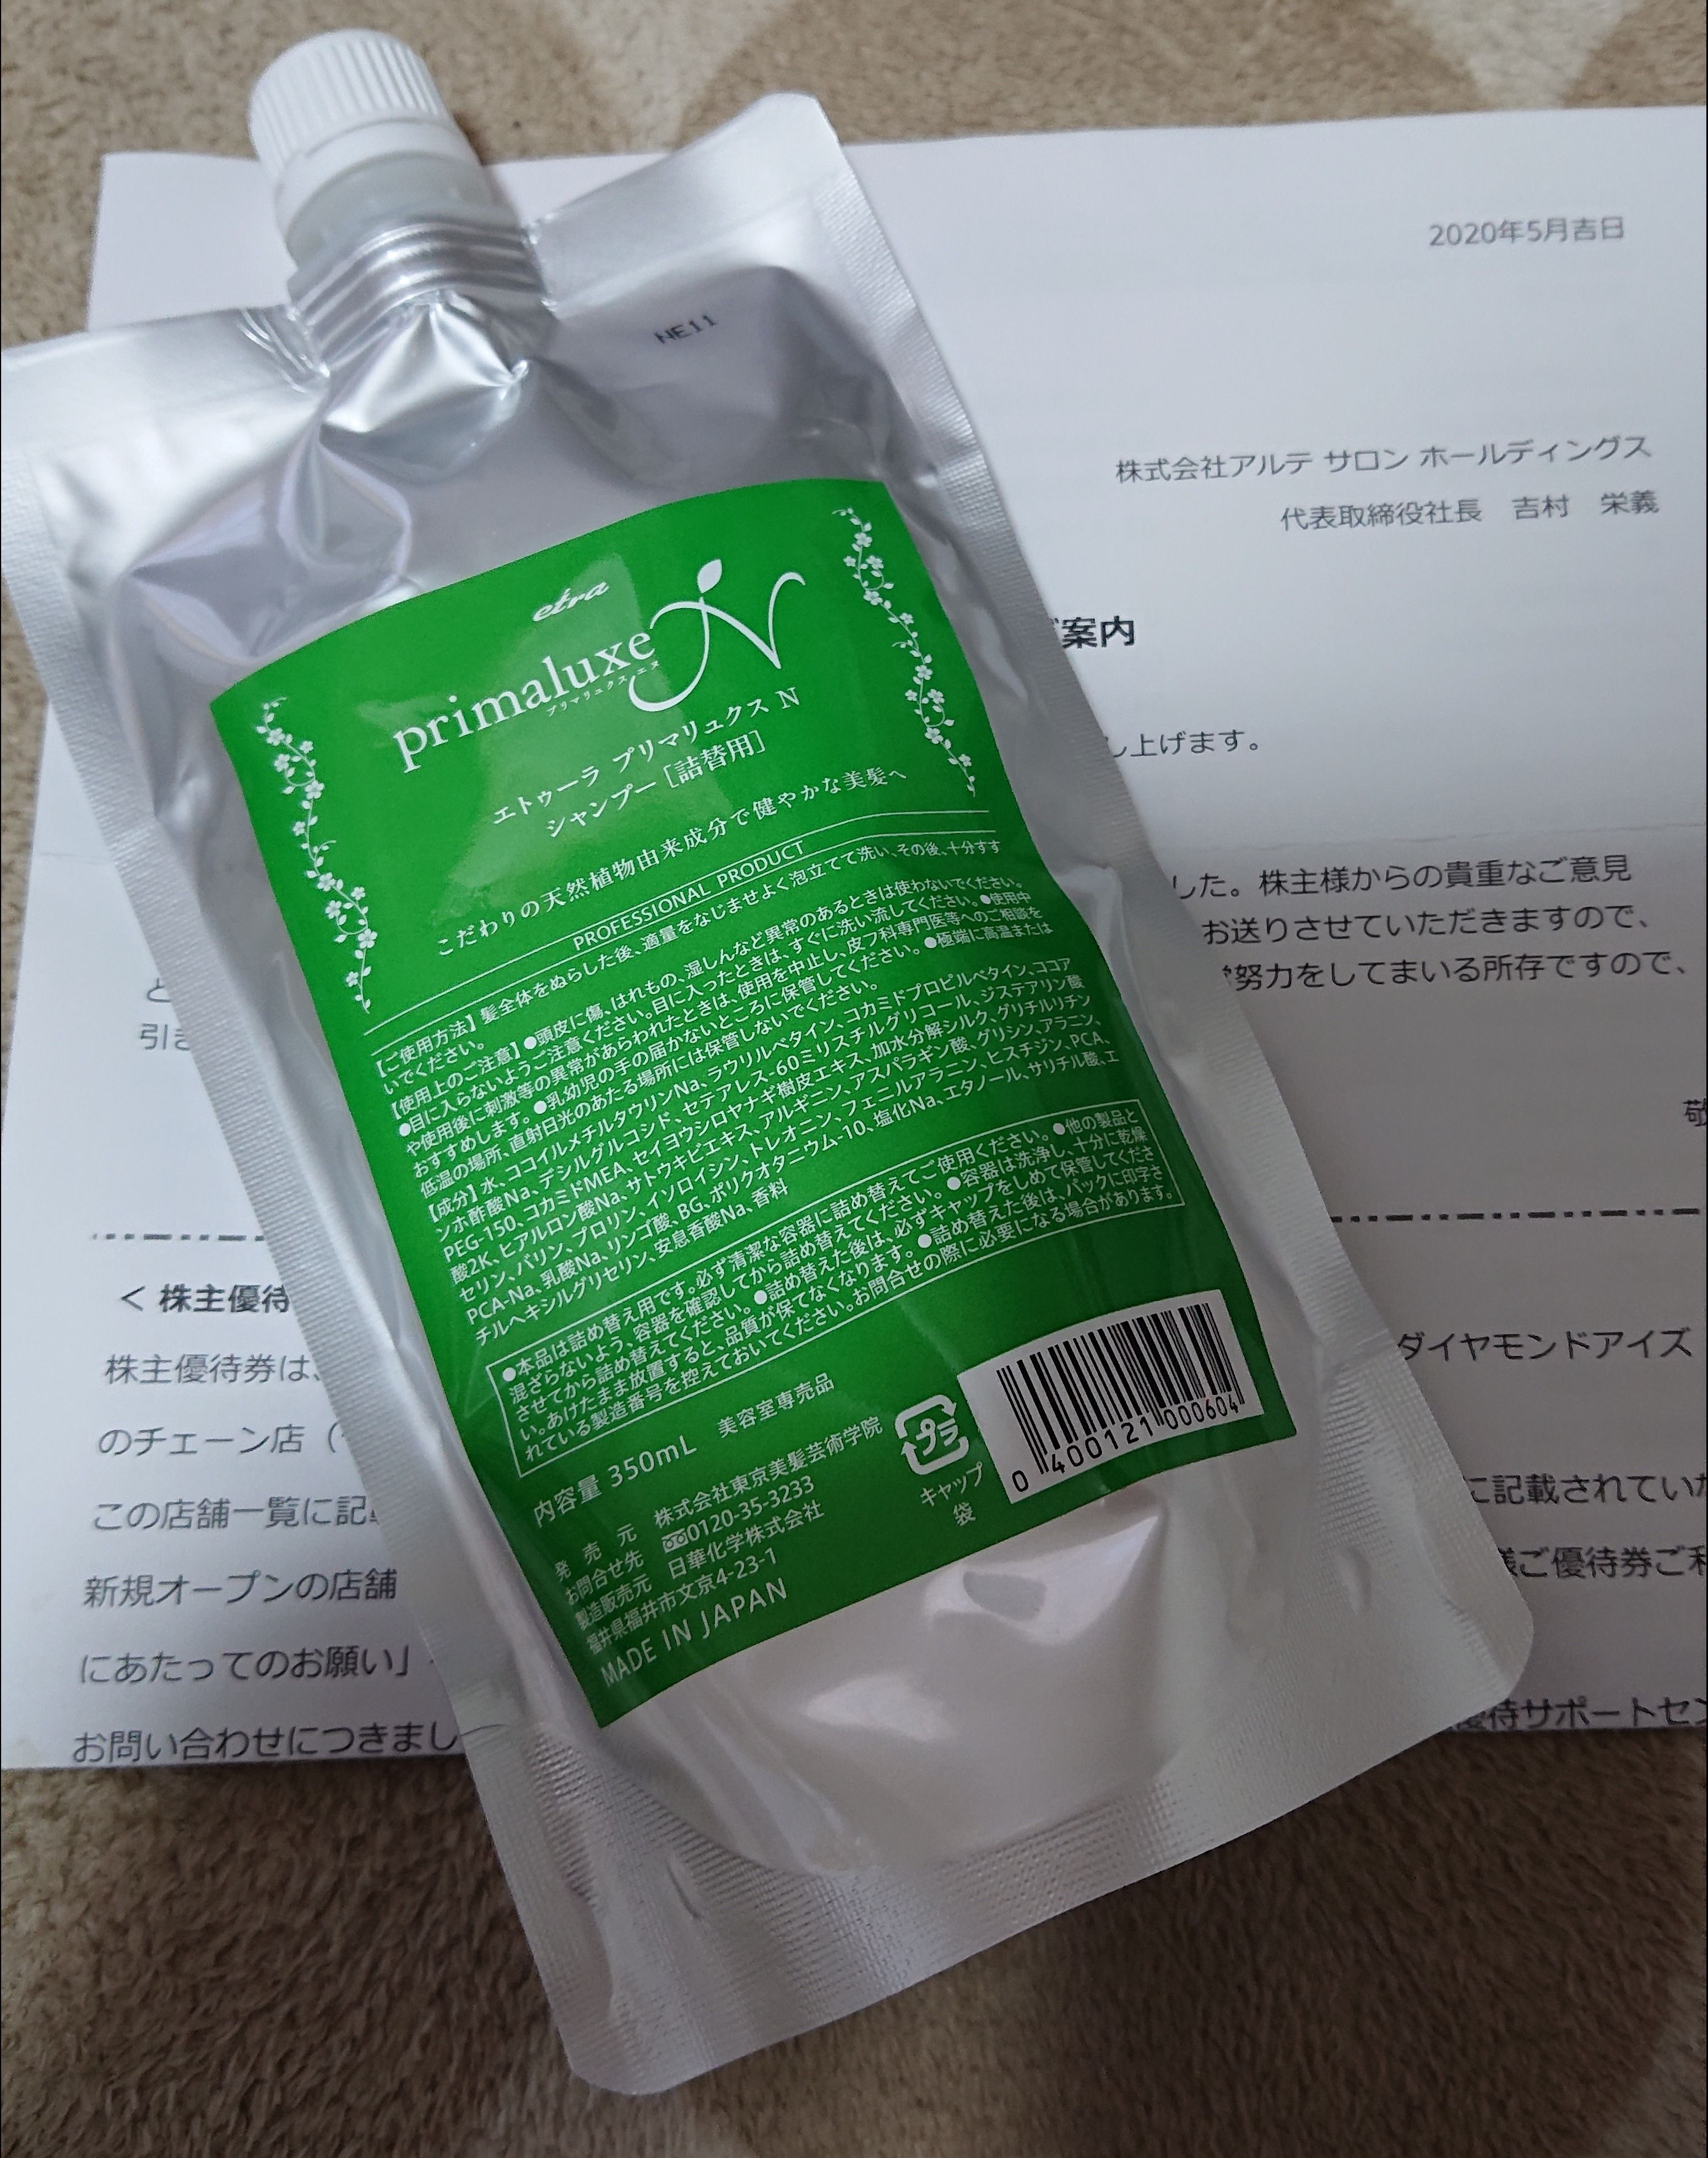 2020年5月吉日
株式会社アルテ サロン ホールディングス
代表取締役社長 吉村 栄義
案内
し上げます。
した。株主様からの貴重なご意見
お送りさせていただきますので、
努力をしてまいる所存ですので、
と
引き
敬
< 株主優待
株主優待券は、
ダイヤモンドアイズ
のチェーン店（
この店舗一覧に記
に記載されていた
新規オープンの店舗
様ご優待券ご利
にあたってのお願い」
お問い合わせにつきまし
優待サポートセン
NE11
etra
primaluxe N
プリマリュクス エヌ
エトゥーラ プリマリュクス N
シャンプー［詰替用］
こだわりの天然植物由来成分で健やかな美髪へ
PROFESSIONAL PRODUCT
【ご使用方法】髪全体をぬらした後、適量をなじませよく泡立てて洗い、その後、十分すす
いでください。
【使用上のご注意】●頭皮に傷、はれもの、湿しんなど異常のあるときは使わないでください。
●目に入らないようご注意ください。目に入ったときは、すぐに洗い流してください。●使用中
や使用後に刺激等の異常があらわれたときは、使用を中止し、皮フ科専門医等へのご相談を
おすすめします。●乳幼児の手の届かないところに保管してください。●極端に高温または
低温の場所、直射日光のあたる場所には保管しないでください。
【成分】水、ココイルメチルタウリンNa、ラウリルベタイン、コカミドプロピルベタイン、ココア
ンホ酢酸Na、デシルグルコシド、セテアレス-60ミリスチルグリコール、ジステアリン酸
PEG-150、コカミドMEA、セイヨウシロヤナギ樹皮エキス、加水分解シルク、グリチルリチン
酸2K、ヒアルロン酸Na、サトウキビエキス、アルギニン、アスパラギン酸、グリシン、アラニン、
セリン、バリン、プロリン、イソロイシン、トレオニン、フェニルアラニン、ヒスチジン、PCA、
PCA-Na、乳酸Na、リンゴ酸、BG、ポリクオタニウム-10、塩化Na、エタノール、サリチル酸、エ
チルヘキシルグリセリン、安息香酸Na、香料
●本品は詰め替え用です。必ず清潔な容器に詰め替えてご使用ください。●他の製品と
混ざらないよう、容器を確認してから詰め替えてください。●容器は洗浄し、十分に乾燥
させてから詰め替えてください。●詰め替えた後は、必ずキャップをしめて保管してくださ
い。あけたまま放置すると、品質が保てなくなります。●詰め替えた後は、パックに印字さ
れている製造番号を控えておいてください。お問合せの際に必要になる場合があります。
内容量 350mL 美容室専売品
発売元 株式会社東京美髪芸術学院
お問合せ先 0120-35-3233
製造販売元 日華化学株式会社
福井県福井市文京4-23-1
MADE IN JAPAN
プラ
キャップ
袋
0 400121 000604